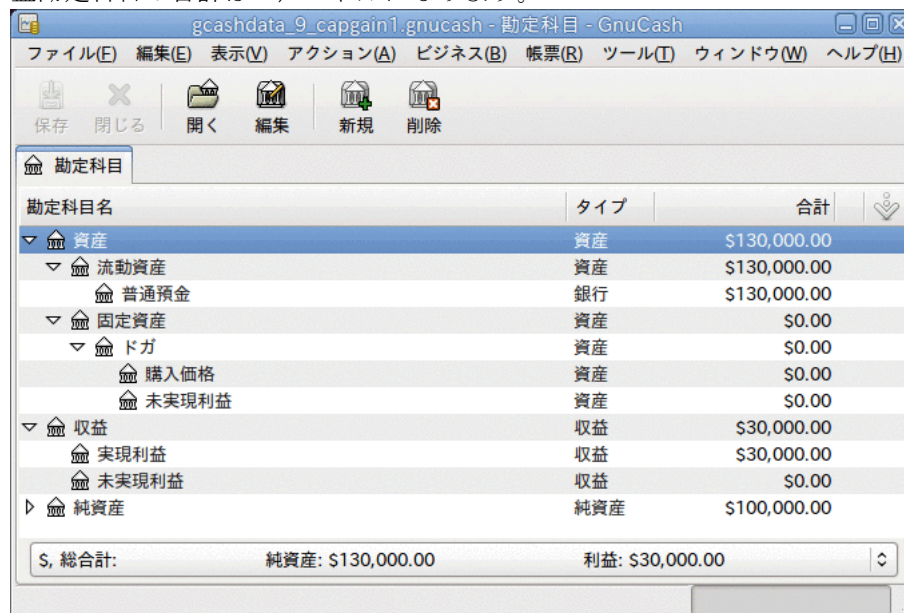 gcashdata_9_capgain1.gnucash - 勘定科目 - GnuCash
ファイル(F) 編集(E) 表示(V) アクション(A) ビジネス(B) 帳票(R) ツール(T) ウィンドウ(W) ヘルプ(H)
保存 閉じる 開く 編集 新規 削除
勘定科目
勘定科目名 タイプ 合計
資産 資産 $130,000.00
流動資産 資産 $130,000.00
普通預金 銀行 $130,000.00
固定資産 資産 $0.00
ドガ 資産 $0.00
購入価格 資産 $0.00
未実現利益 資産 $0.00
収益 収益 $30,000.00
実現利益 収益 $30,000.00
未実現利益 収益 $0.00
純資産 純資産 $100,000.00
$, 総合計: 純資産: $130,000.00 利益: $30,000.00